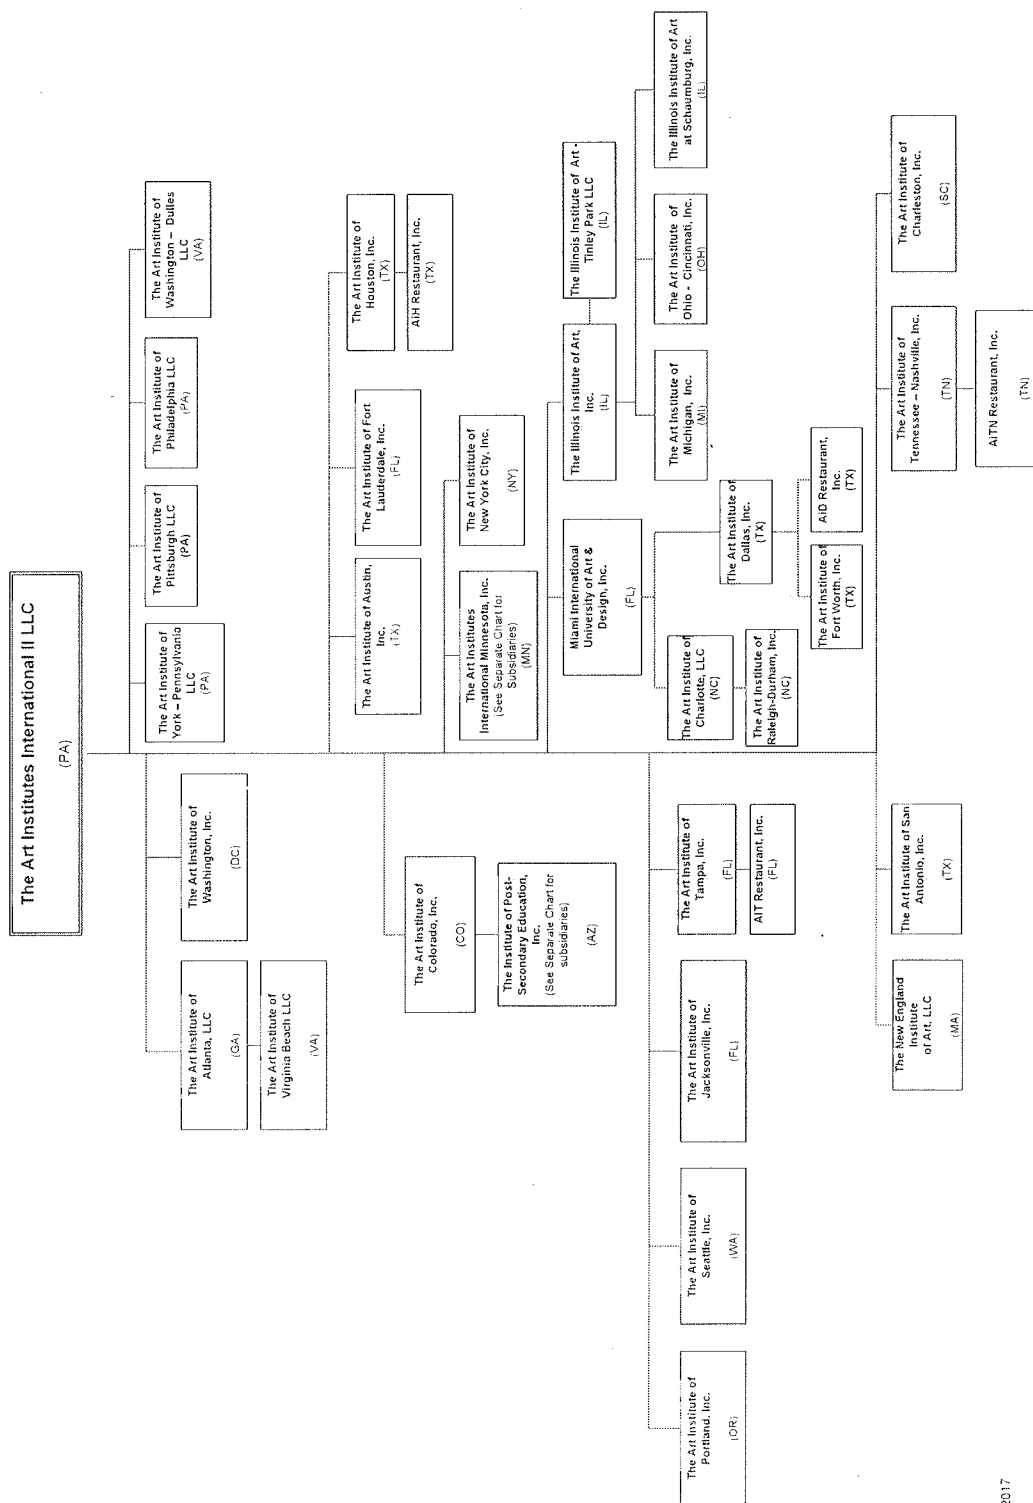 The Art Institutes International II LLC
(PA)
The Art Institute of
York – Pennsylvania
LLC
(PA)
The Art Institute of
Pittsburgh LLC
(PA)
The Art Institute of
Philadelphia LLC
(PA)
The Art Institute of
Washington – Dulles
LLC
(VA)
The Art Institute of
Atlanta, LLC
(GA)
The Art Institute of
Virginia Beach LLC
(VA)
The Art Institute of
Washington, Inc.
(DC)
The Art Institute of Austin,
Inc.
(TX)
The Art Institute of Fort
Lauderdale, Inc.
(FL)
The Art Institute of
Houston, Inc.
(TX)
AiH Restaurant, Inc.
(TX)
The Art Institute of
Colorado, Inc.
(CO)
The Institute of Post-
Secondary Education,
Inc.
(See Separate Chart for
subsidiaries)
(AZ)
The Art Institutes
International Minnesota, Inc.
(See Separate Chart for
Subsidiaries)
(MN)
The Art Institute of
New York City, Inc.
(NY)
Miami International
University of Art &
Design, Inc.
(FL)
The Illinois Institute of Art,
Inc.
(IL)
The Illinois Institute of Art -
Tinley Park LLC
(IL)
The Art Institute of
Michigan, Inc.
(MI)
The Art Institute of
Ohio - Cincinnati, Inc.
(OH)
The Illinois Institute of Art
at Schaumburg, Inc.
(IL)
The Art Institute of
Charlotte, LLC
(NC)
The Art Institute of
Raleigh-Durham, Inc.
(NC)
The Art Institute of
Dallas, Inc.
(TX)
The Art Institute of
Fort Worth, Inc.
(TX)
AiD Restaurant,
Inc.
(TX)
The Art Institute of
Portland, Inc.
(OR)
The Art Institute of
Seattle, Inc.
(WA)
The Art Institute of
Jacksonville, Inc.
(FL)
The Art Institute of
Tampa, Inc.
(FL)
AIT Restaurant, Inc.
(FL)
The New England
Institute
of Art, LLC
(MA)
The Art Institute of San
Antonio, Inc.
(TX)
The Art Institute of
Tennessee – Nashville, Inc.
(TN)
AiTN Restaurant, Inc.
(TN)
The Art Institute of
Charleston, Inc.
(SC)
2017